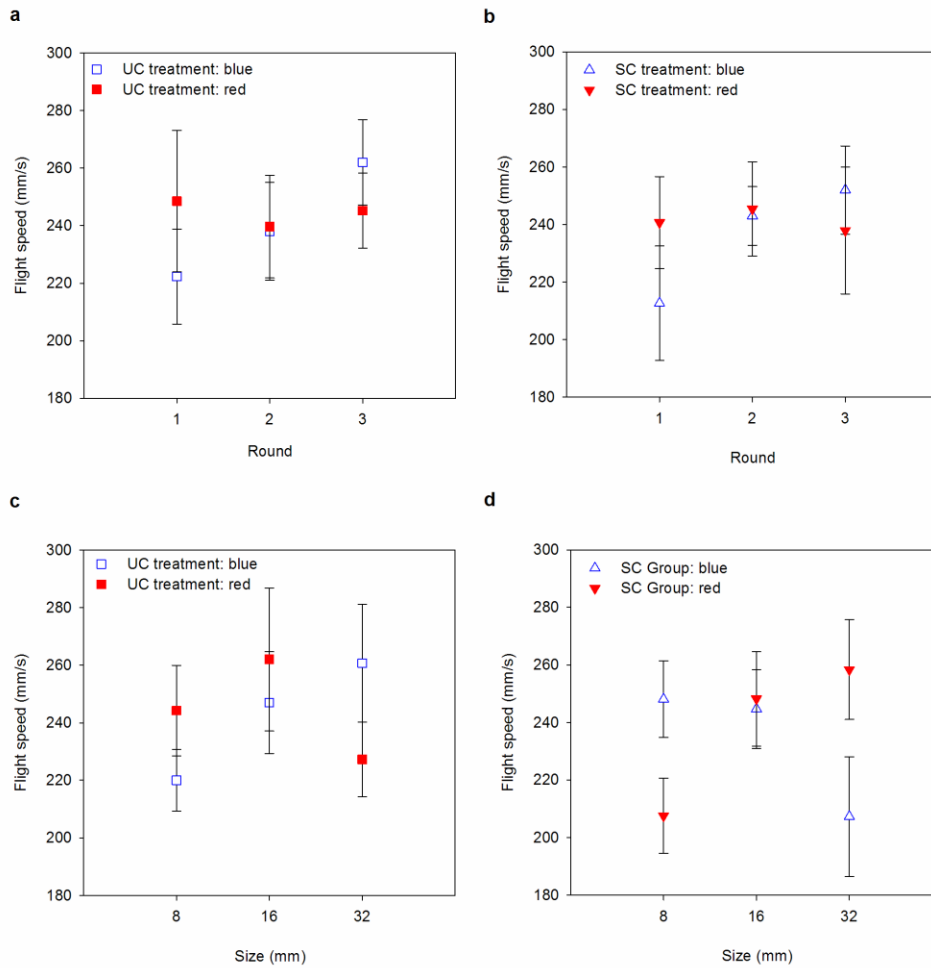 a
300
280
260
240
220
200
180
Flight speed (mm/s)
UC treatment: blue
UC treatment: red
1 2 3
Round
b
300
280
260
240
220
200
180
Flight speed (mm/s)
SC treatment: blue
SC treatment: red
1 2 3
Round
c
300
280
260
240
220
200
180
Flight speed (mm/s)
UC treatment: blue
UC treatment: red
8 16 32
Size (mm)
d
300
280
260
240
220
200
180
Flight speed (mm/s)
SC Group: blue
SC Group: red
8 16 32
Size (mm)